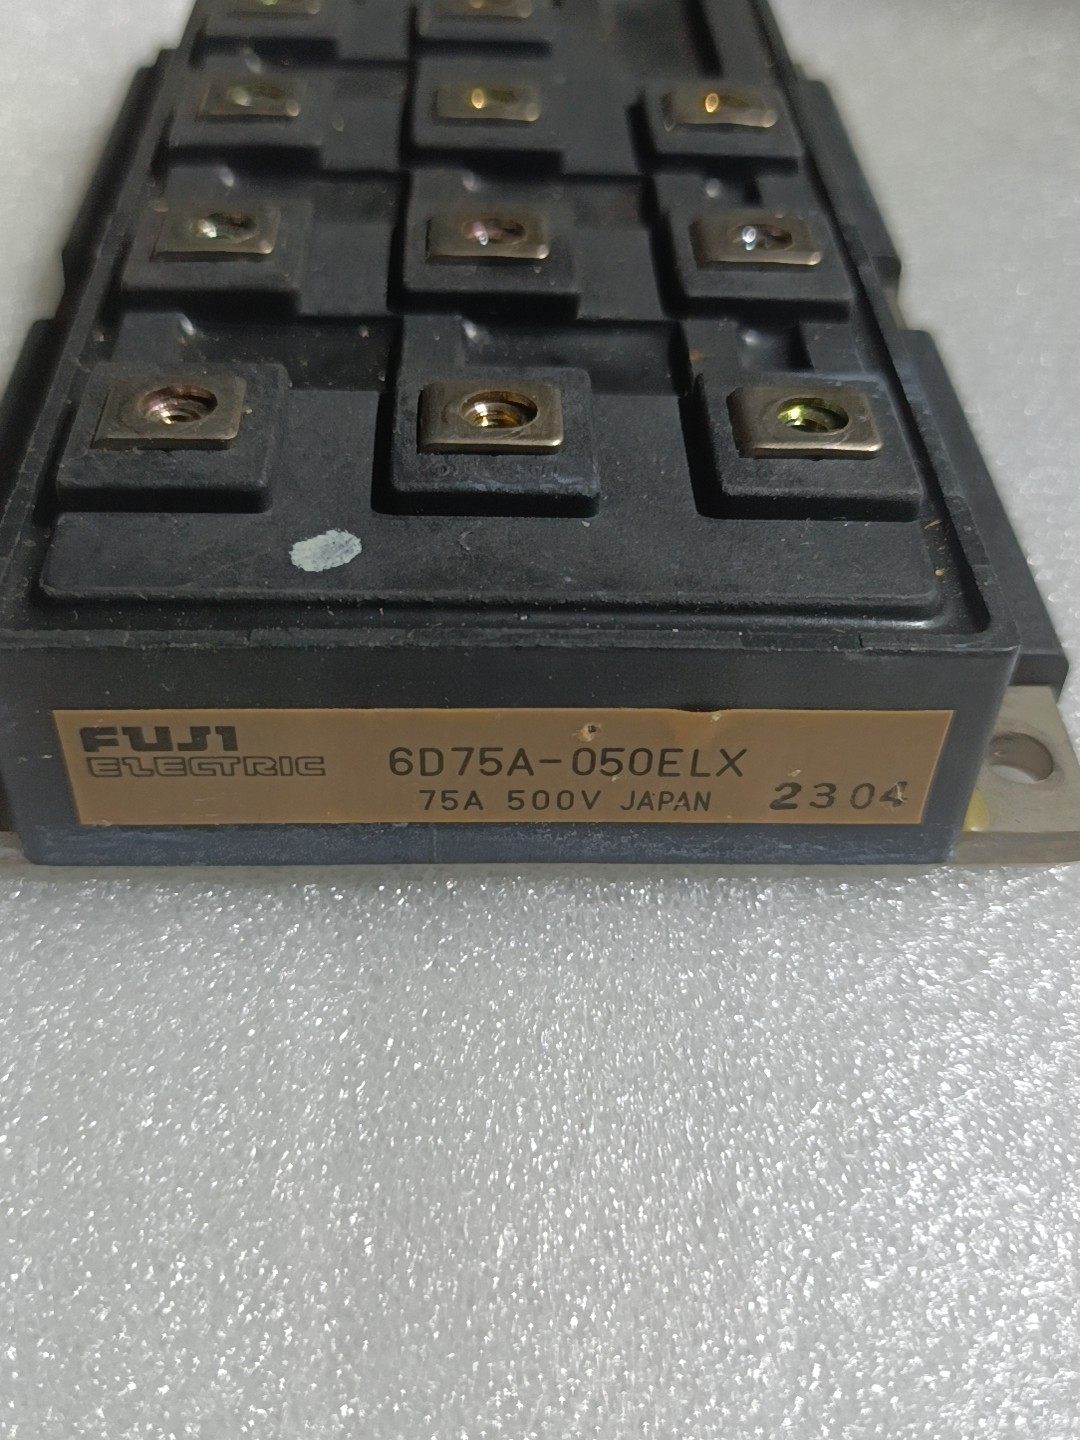 FUJI
ELECTRIC
6D75A-050ELX
75A 500V JAPAN
2304